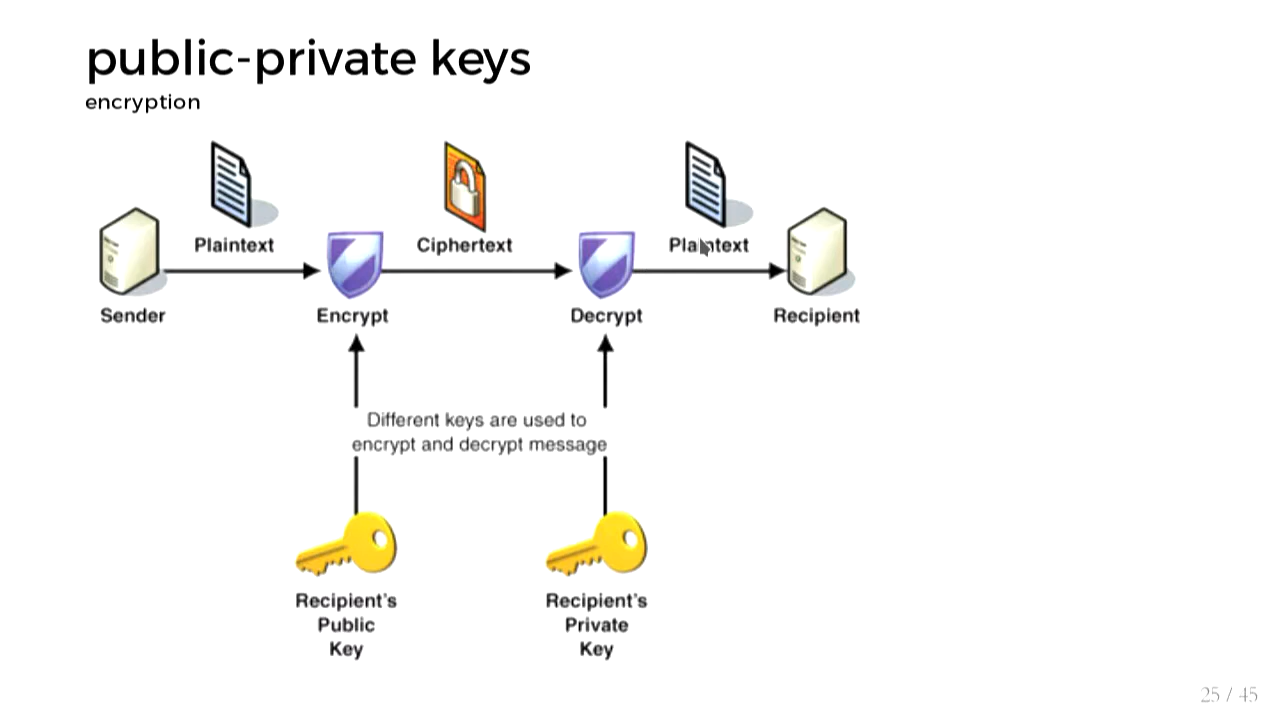 public-private keys
encryption
Plaintext
Ciphertext
Plaintext
Sender
Encrypt
Decrypt
Recipient
Different keys are used to
encrypt and decrypt message
Recipient's
Public
Key
Recipient's
Private
Key
25 / 45